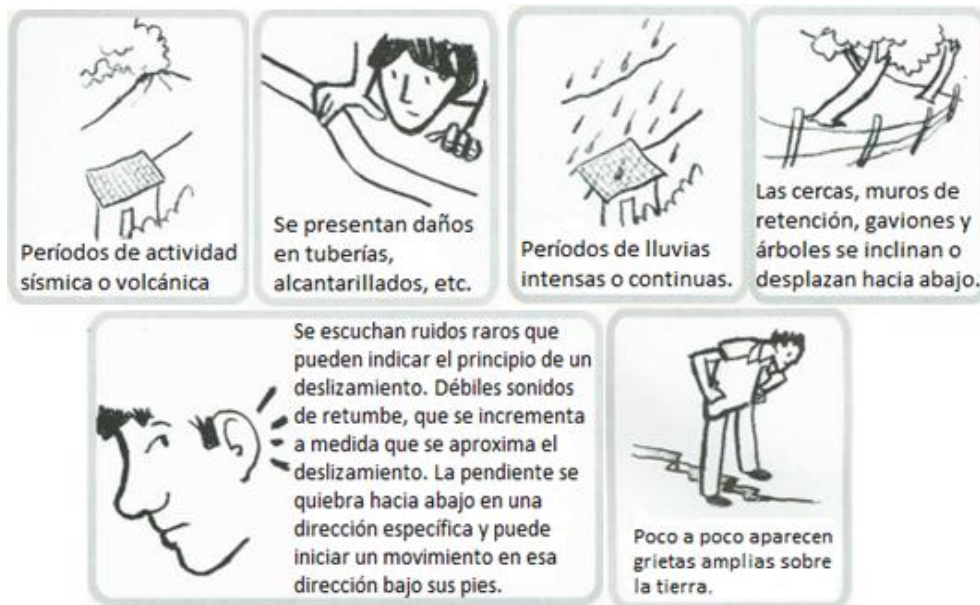 Períodos de actividad
sísmica o volcánica
Se presentan daños
en tuberías,
alcantarillados, etc.
Períodos de lluvias
intensas o continuas.
Las cercas, muros de
retención, gaviones y
árboles se inclinan o
desplazan hacia abajo.
Se escuchan ruidos raros que
pueden indicar el principio de un
deslizamiento. Débiles sonidos
de retumbe, que se incrementa
a medida que se aproxima el
deslizamiento. La pendiente se
quiebra hacia abajo en una
dirección específica y puede
iniciar un movimiento en esa
dirección bajo sus pies.
Poco a poco aparecen
grietas amplias sobre
la tierra.